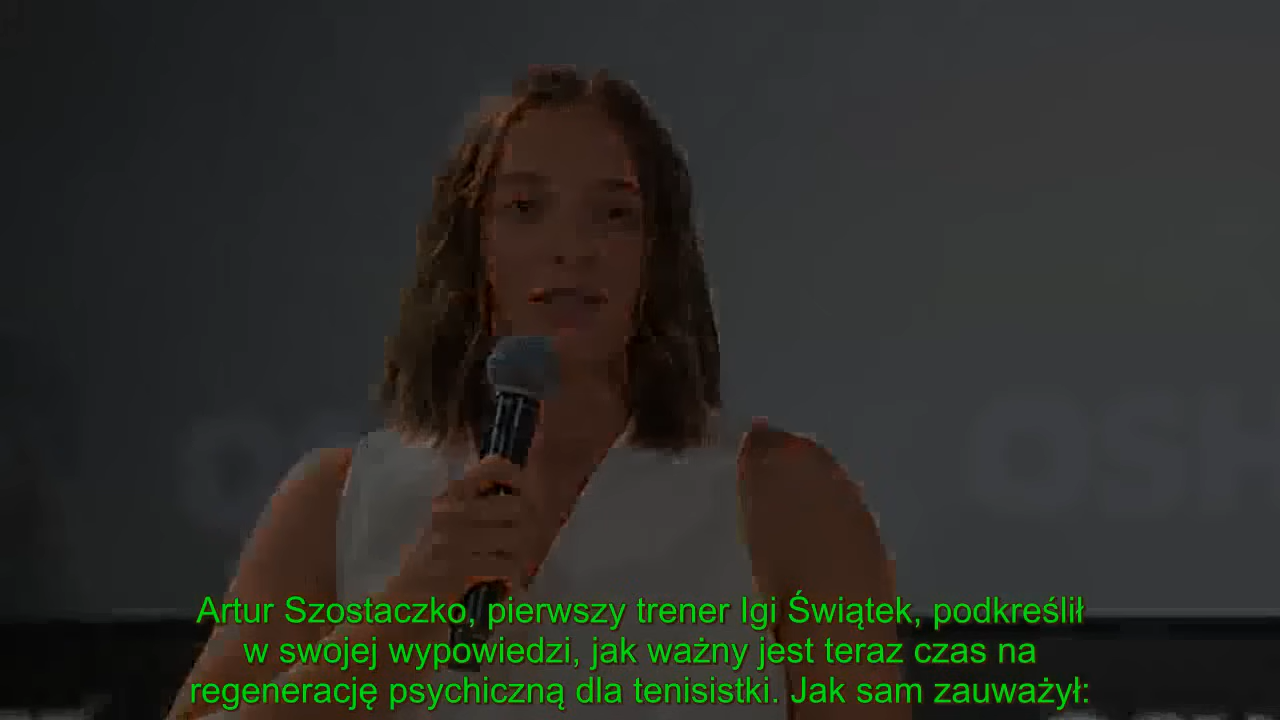 OSH
Artur Szostaczko, pierwszy trener Igi Świątek, podkreślił
w swojej wypowiedzi, jak ważny jest teraz czas na
regenerację psychiczną dla tenisistki. Jak sam zauważył: